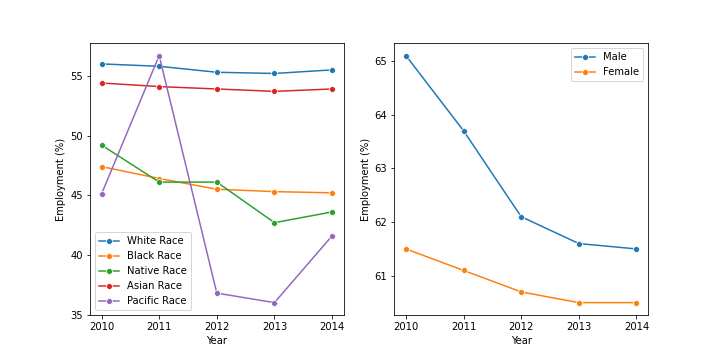 55
50
45
40
35
Employment (%)
White Race
Black Race
Native Race
Asian Race
Pacific Race
2010 2011 2012 2013 2014
Year
65
64
63
62
61
Employment (%)
Male
Female
2010 2011 2012 2013 2014
Year